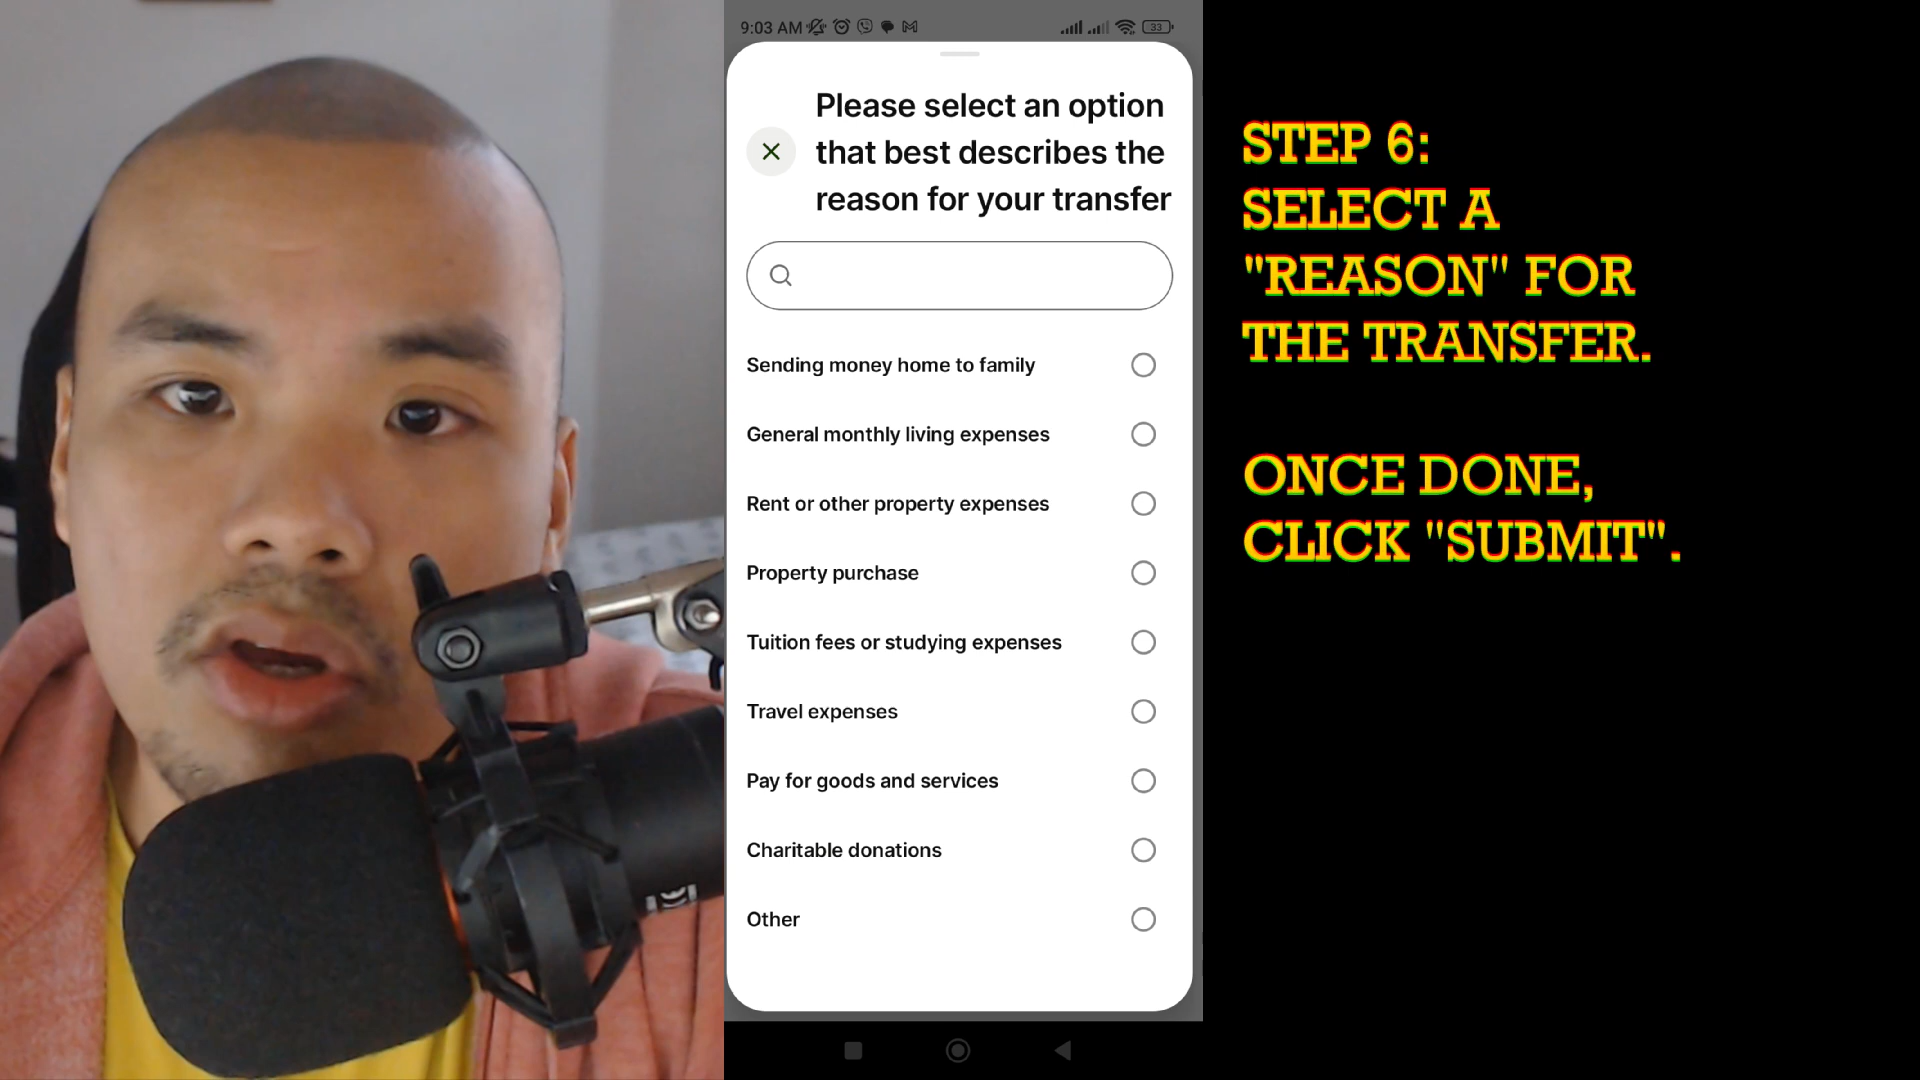 9:03 AM
33
Please select an option
that best describes the
reason for your transfer
Sending money home to family
General monthly living expenses
Rent or other property expenses
Property purchase
Tuition fees or studying expenses
Travel expenses
Pay for goods and services
Charitable donations
Other
STEP 6:
SELECT A
"REASON" FOR
THE TRANSFER.
ONCE DONE,
CLICK "SUBMIT".